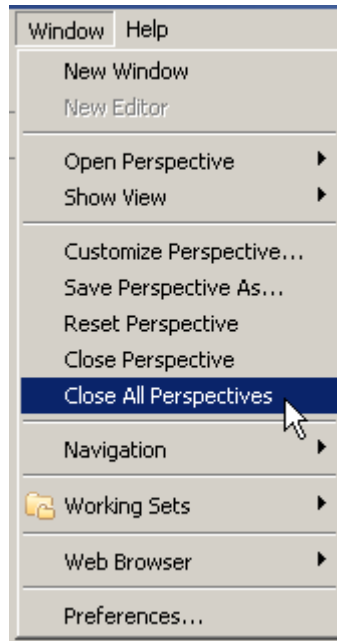 Window Help
New Window
New Editor
Open Perspective
Show View
Customize Perspective...
Save Perspective As...
Reset Perspective
Close Perspective
Close All Perspectives
Navigation
Working Sets
Web Browser
Preferences...